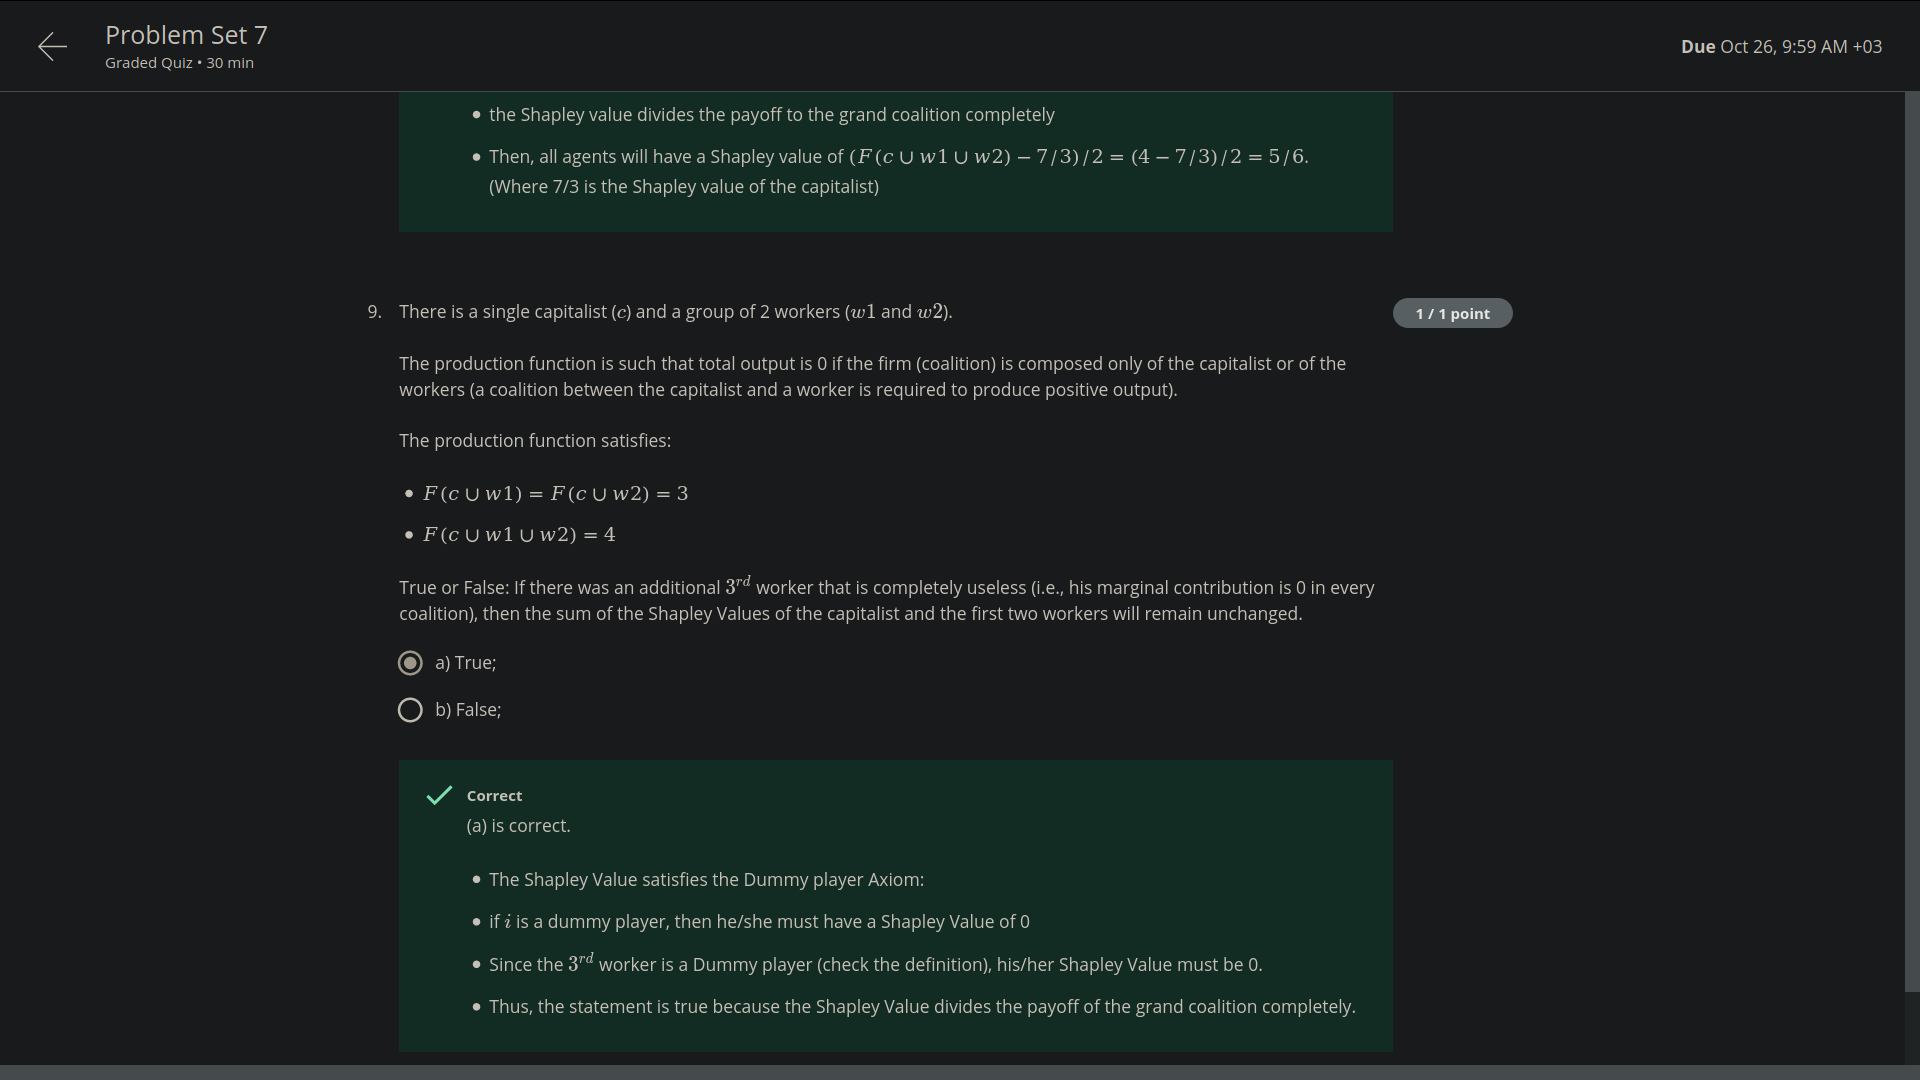 Problem Set 7
Graded Quiz • 30 min
Due Oct 26, 9:59 AM +03
• the Shapley value divides the payoff to the grand coalition completely
• Then, all agents will have a Shapley value of (F(c ∪ w1 ∪ w2) − 7/3)/2 = (4 − 7/3)/2 = 5/6.
(Where 7/3 is the Shapley value of the capitalist)
9. There is a single capitalist (c) and a group of 2 workers (w1 and w2).
1 / 1 point
The production function is such that total output is 0 if the firm (coalition) is composed only of the capitalist or of the
workers (a coalition between the capitalist and a worker is required to produce positive output).
The production function satisfies:
• F(c ∪ w1) = F(c ∪ w2) = 3
• F(c ∪ w1 ∪ w2) = 4
True or False: If there was an additional 3^rd worker that is completely useless (i.e., his marginal contribution is 0 in every
coalition), then the sum of the Shapley Values of the capitalist and the first two workers will remain unchanged.
a) True;
b) False;
Correct
(a) is correct.
• The Shapley Value satisfies the Dummy player Axiom:
• if i is a dummy player, then he/she must have a Shapley Value of 0
• Since the 3^rd worker is a Dummy player (check the definition), his/her Shapley Value must be 0.
• Thus, the statement is true because the Shapley Value divides the payoff of the grand coalition completely.